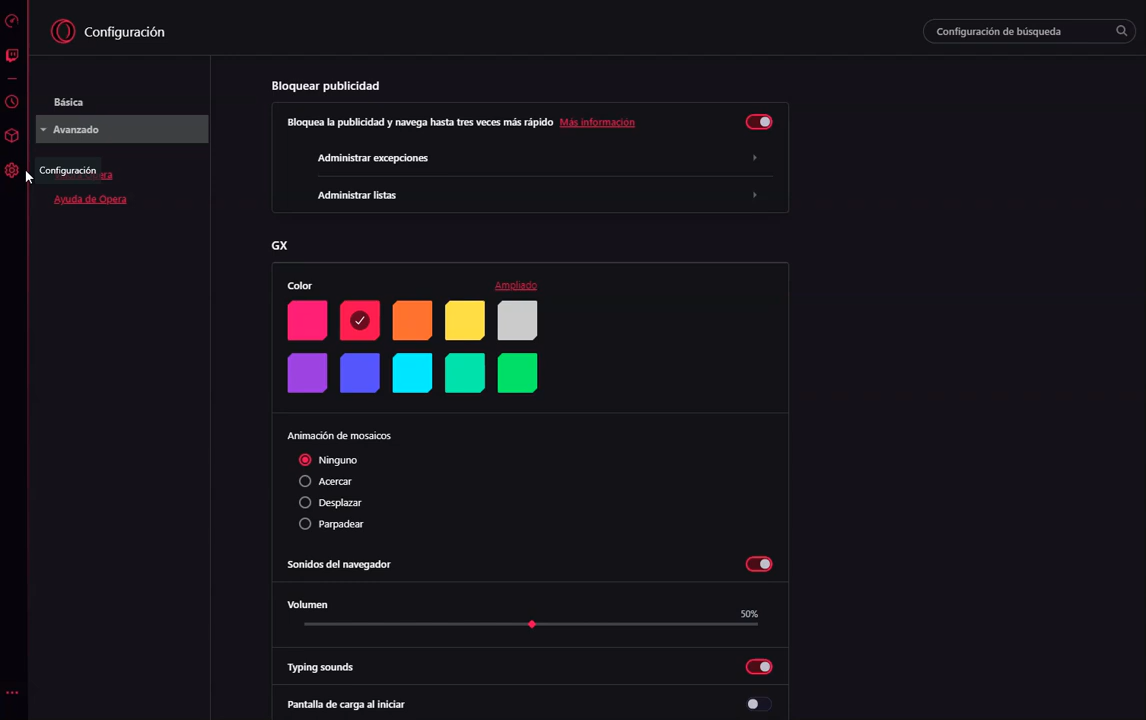 Configuración
Configuración de búsqueda
Básica
Avanzado
Configuración
Ayuda de Opera
Bloquear publicidad
Bloquea la publicidad y navega hasta tres veces más rápido Más información
Administrar excepciones
Administrar listas
GX
Color
Ampliado
Animación de mosaicos
Ninguno
Acercar
Desplazar
Parpadear
Sonidos del navegador
Volumen
50%
Typing sounds
Pantalla de carga al iniciar